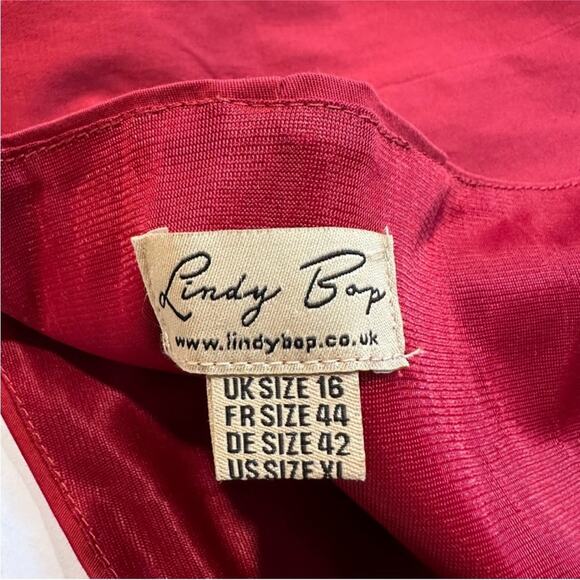 Lindy Bop
www.lindybop.co.uk
UK SIZE 16
FR SIZE 44
DE SIZE 42
US SIZE XL